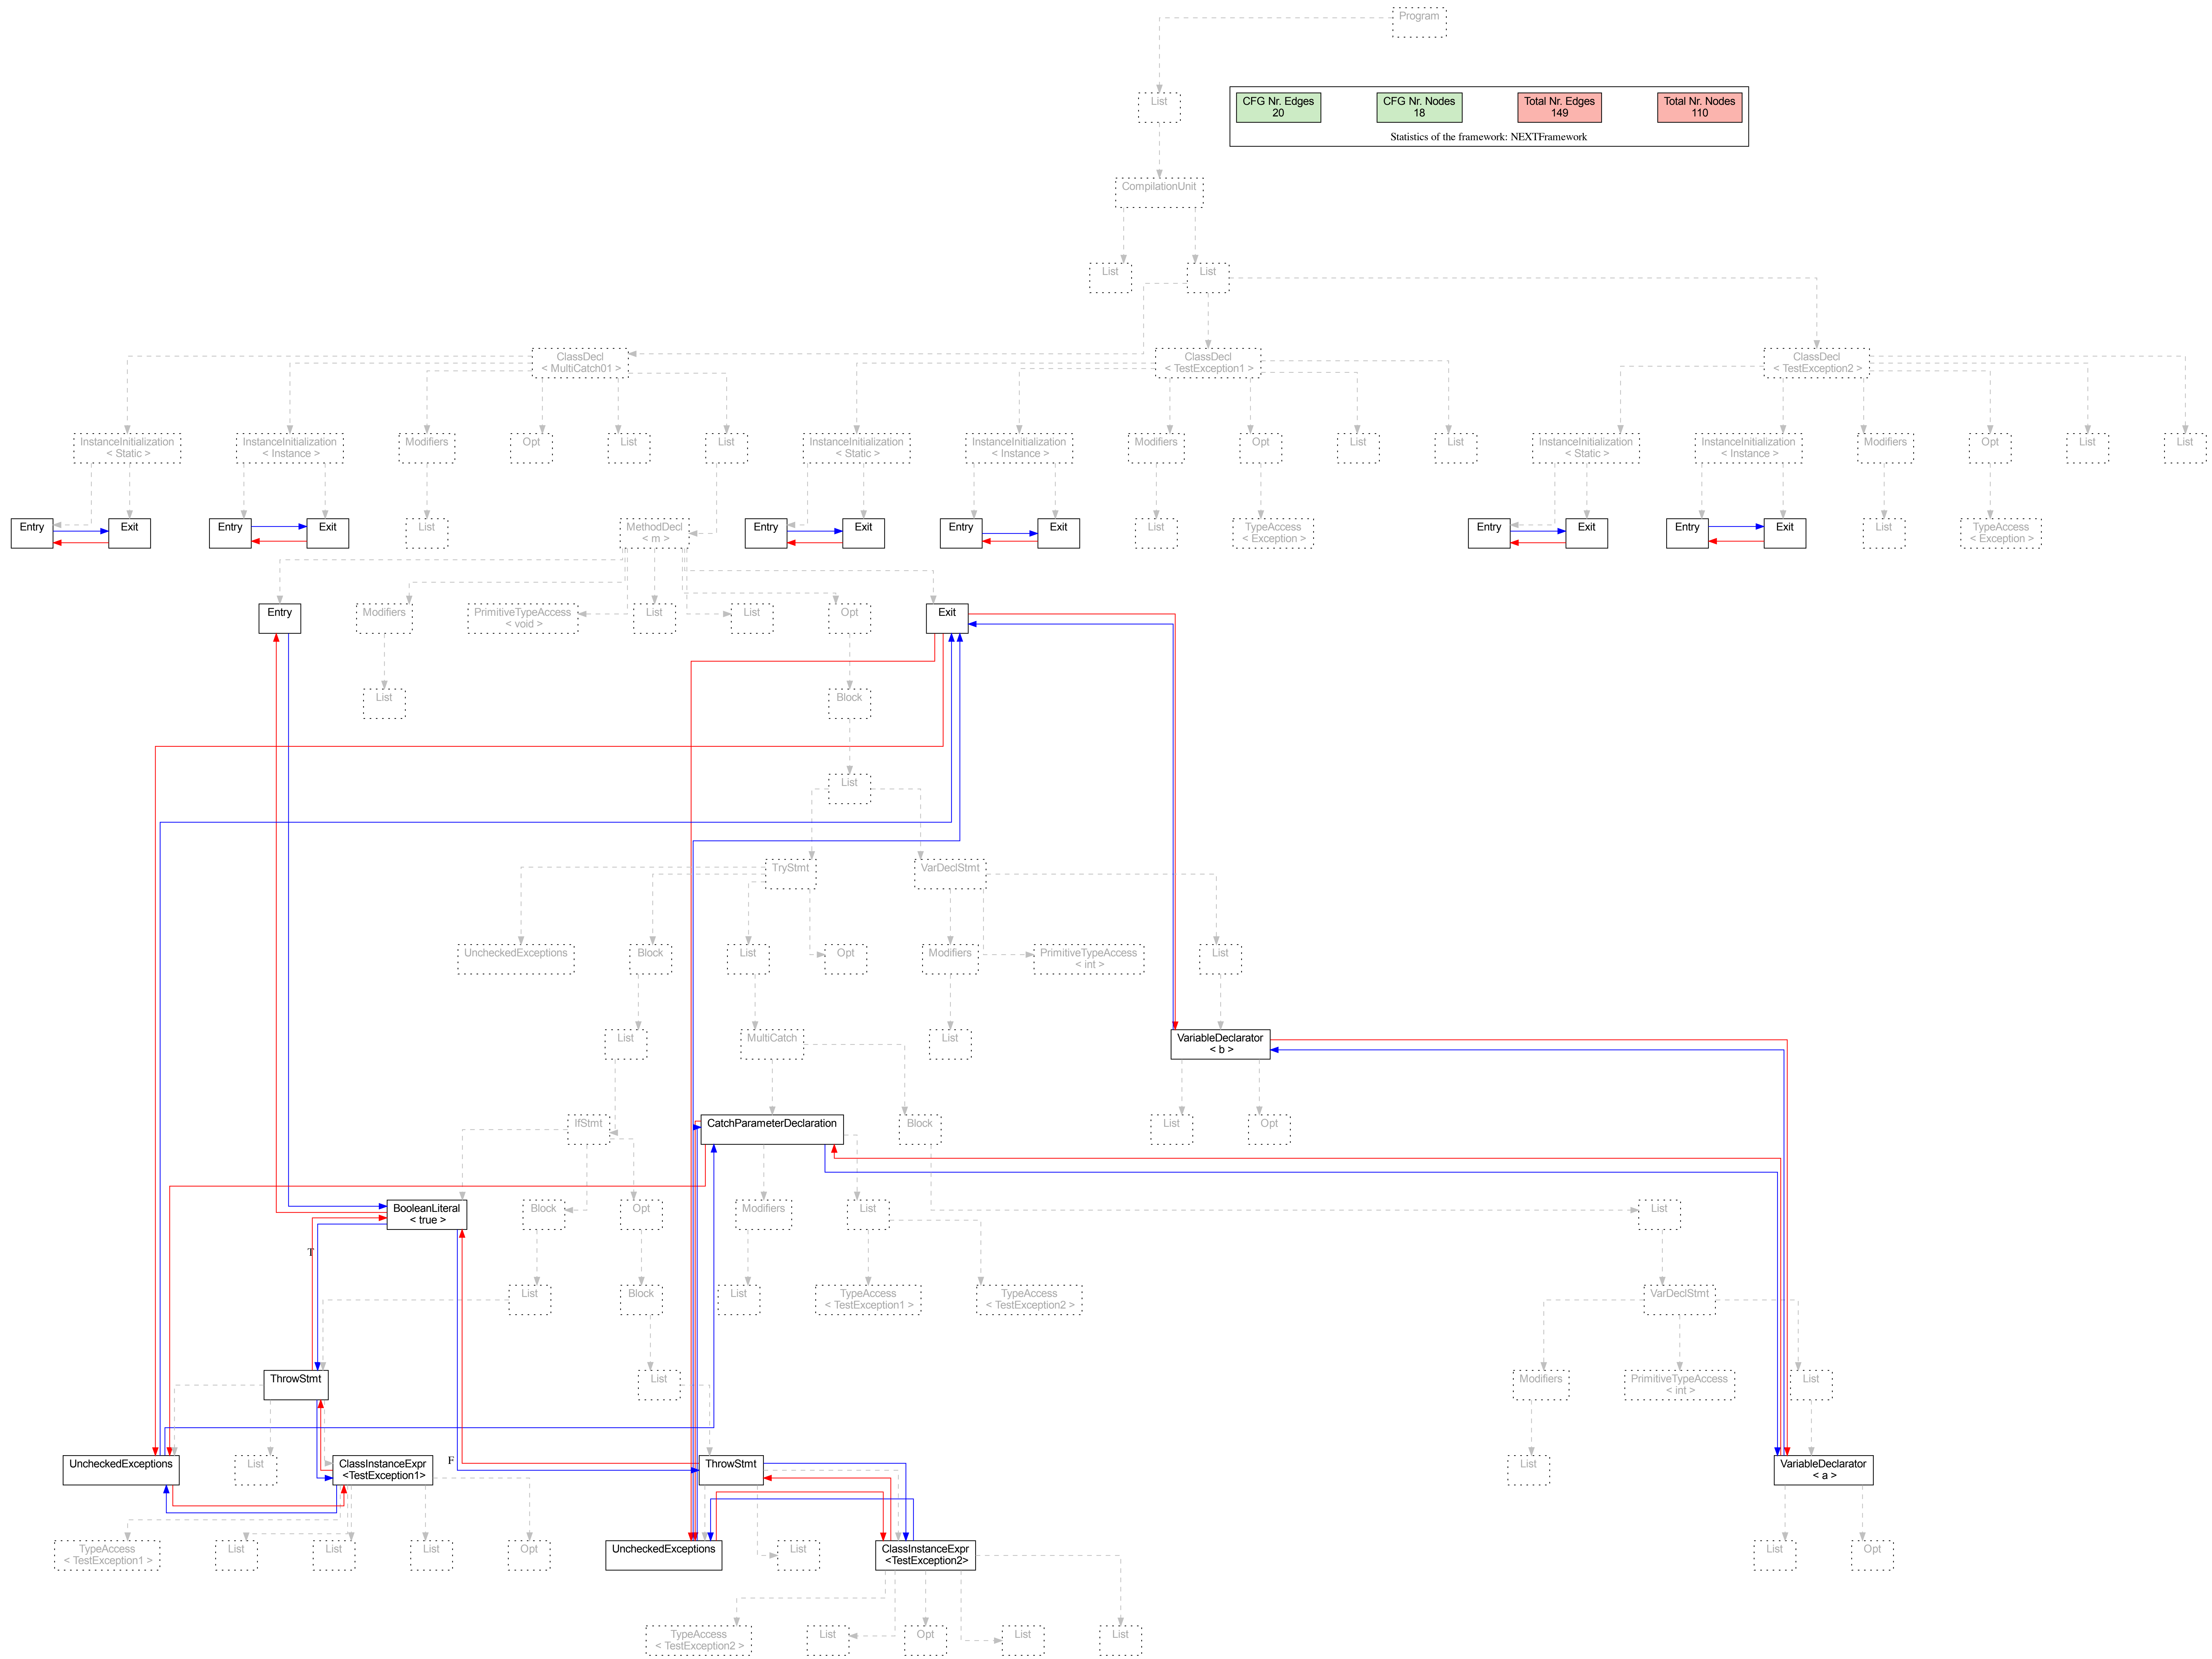 Program
List
CFG Nr. Edges
20
CFG Nr. Nodes
18
Total Nr. Edges
149
Total Nr. Nodes
110
Statistics of the framework: NEXTFramework
CompilationUnit
List
List
ClassDecl
< MultiCatch01 >
ClassDecl
< TestException1 >
ClassDecl
< TestException2 >
InstanceInitialization
< Static >
InstanceInitialization
< Instance >
Modifiers
Opt
List
List
InstanceInitialization
< Static >
InstanceInitialization
< Instance >
Modifiers
Opt
List
List
InstanceInitialization
< Static >
InstanceInitialization
< Instance >
Modifiers
Opt
List
List
Entry
Exit
Entry
Exit
List
MethodDecl
< m >
Entry
Exit
Entry
Exit
List
TypeAccess
< Exception >
Entry
Exit
Entry
Exit
List
TypeAccess
< Exception >
Entry
Modifiers
PrimitiveTypeAccess
< void >
List
List
Opt
Exit
List
Block
List
TryStmt
VarDeclStmt
UncheckedExceptions
Block
List
Opt
Modifiers
PrimitiveTypeAccess
< int >
List
List
MultiCatch
List
VariableDeclarator
< b >
IfStmt
CatchParameterDeclaration
Block
List
Opt
BooleanLiteral
< true >
Block
Opt
Modifiers
List
List
T
List
Block
List
TypeAccess
< TestException1 >
TypeAccess
< TestException2 >
VarDeclStmt
ThrowStmt
List
Modifiers
PrimitiveTypeAccess
< int >
List
UncheckedExceptions
List
ClassInstanceExpr
<TestException1>
F
ThrowStmt
List
VariableDeclarator
< a >
TypeAccess
< TestException1 >
List
List
List
Opt
UncheckedExceptions
List
ClassInstanceExpr
<TestException2>
List
Opt
TypeAccess
< TestException2 >
List
Opt
List
List